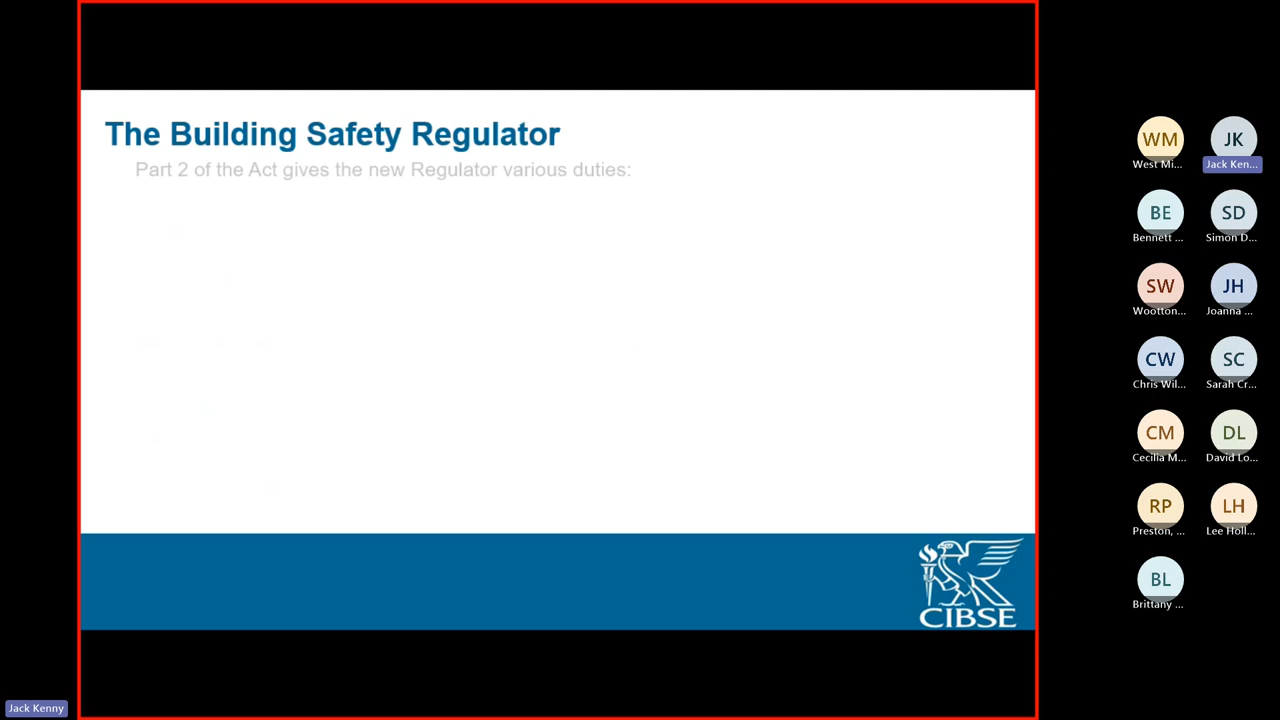 The Building Safety Regulator
Part 2 of the Act gives the new Regulator various duties:
CIBSE
WM
West Mi...
JK
Jack Ken...
BE
Bennett ...
SD
Simon D...
SW
Wootton...
JH
Joanna ...
CW
Chris Wil...
SC
Sarah Cr...
CM
Cecilia M...
DL
David Lo...
RP
Preston, ...
LH
Lee Holl...
BL
Brittany ...
Jack Kenny